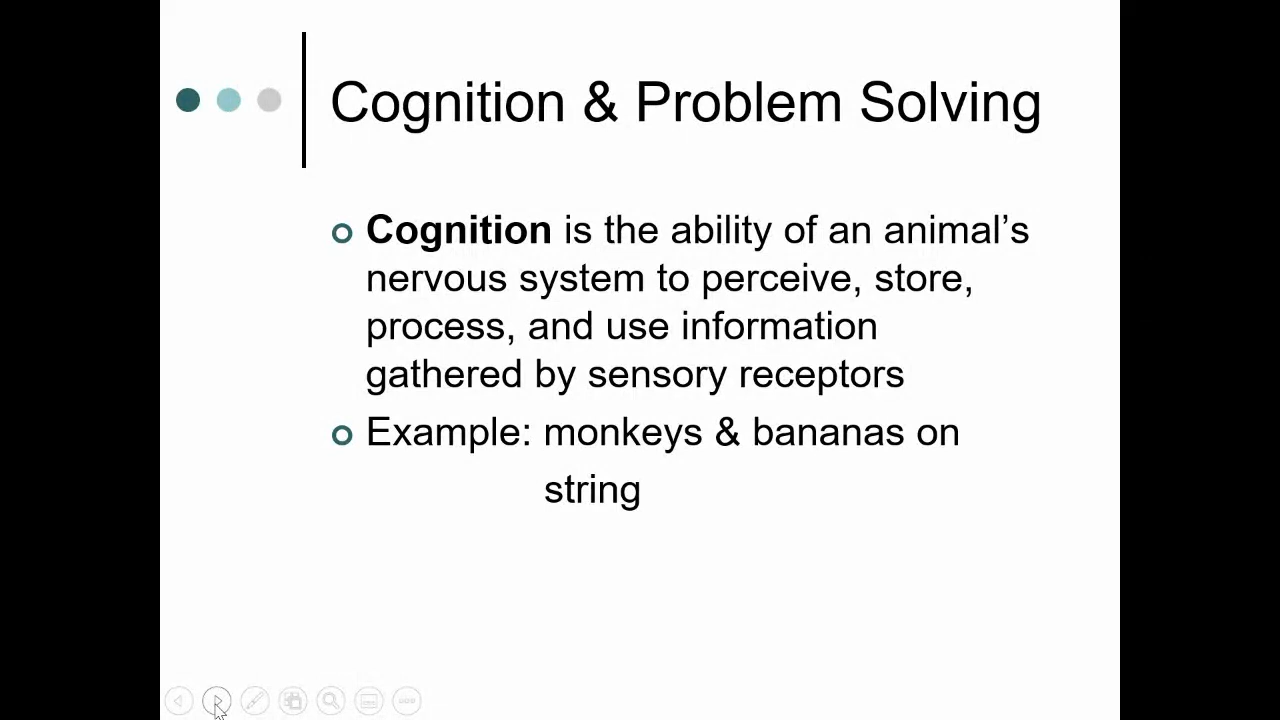 Cognition & Problem Solving
Cognition is the ability of an animal’s
nervous system to perceive, store,
process, and use information
gathered by sensory receptors
Example: monkeys & bananas on
string